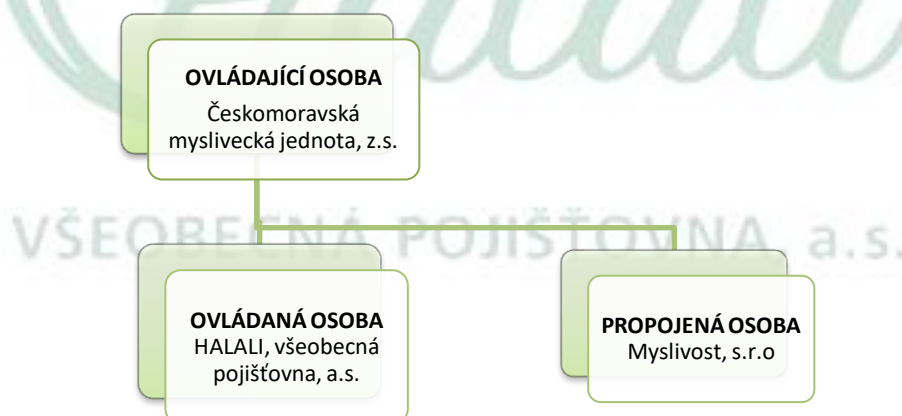 OVLÁDAJÍCÍ OSOBA
Českomoravská
myslivecká jednota, z.s.
VŠEOBECNÁ POJIŠŤOVNA, a.s.
OVLÁDANÁ OSOBA
HALALI, všeobecná
pojišťovna, a.s.
PROPOJENÁ OSOBA
Myslivost, s.r.o